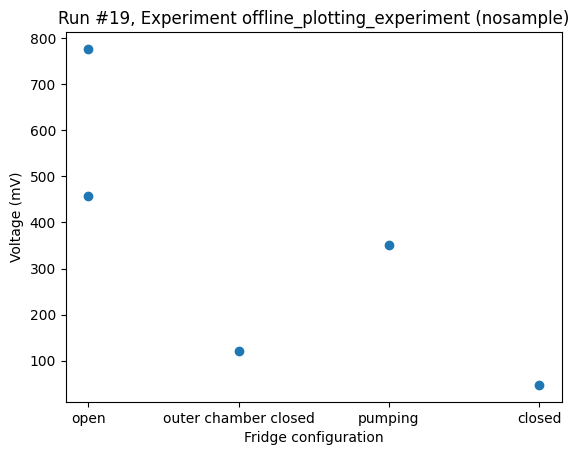 Run #19, Experiment offline_plotting_experiment (nosample)
800
700
600
500
400
300
200
100
Voltage (mV)
open outer chamber closed pumping closed
Fridge configuration